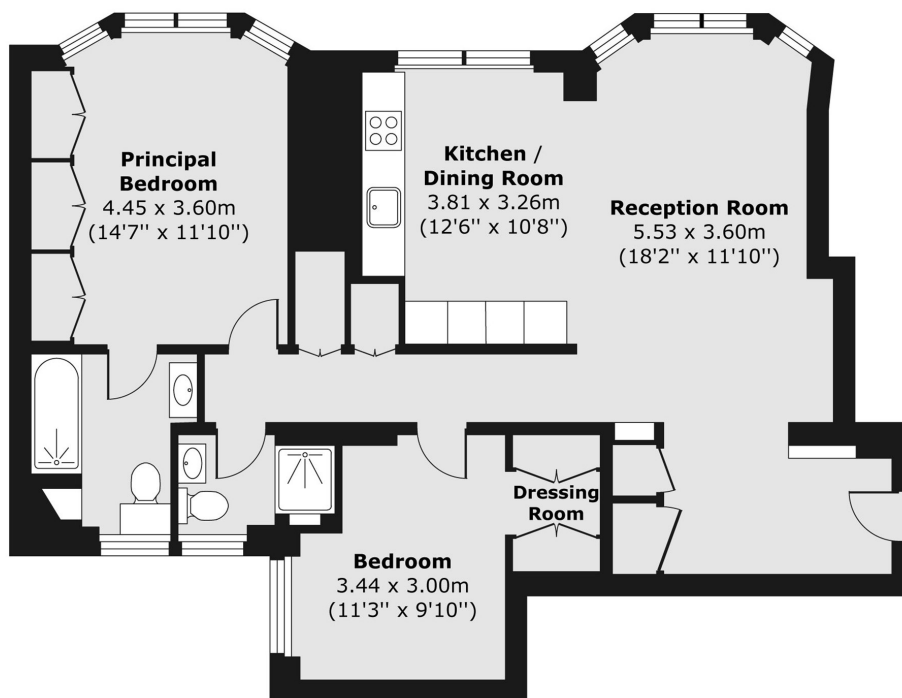 Principal
Bedroom
4.45 x 3.60m
(14'7'' x 11'10'')
Kitchen /
Dining Room
3.81 x 3.26m
(12'6'' x 10'8'')
Reception Room
5.53 x 3.60m
(18'2'' x 11'10'')
Dressing
Room
Bedroom
3.44 x 3.00m
(11'3'' x 9'10'')